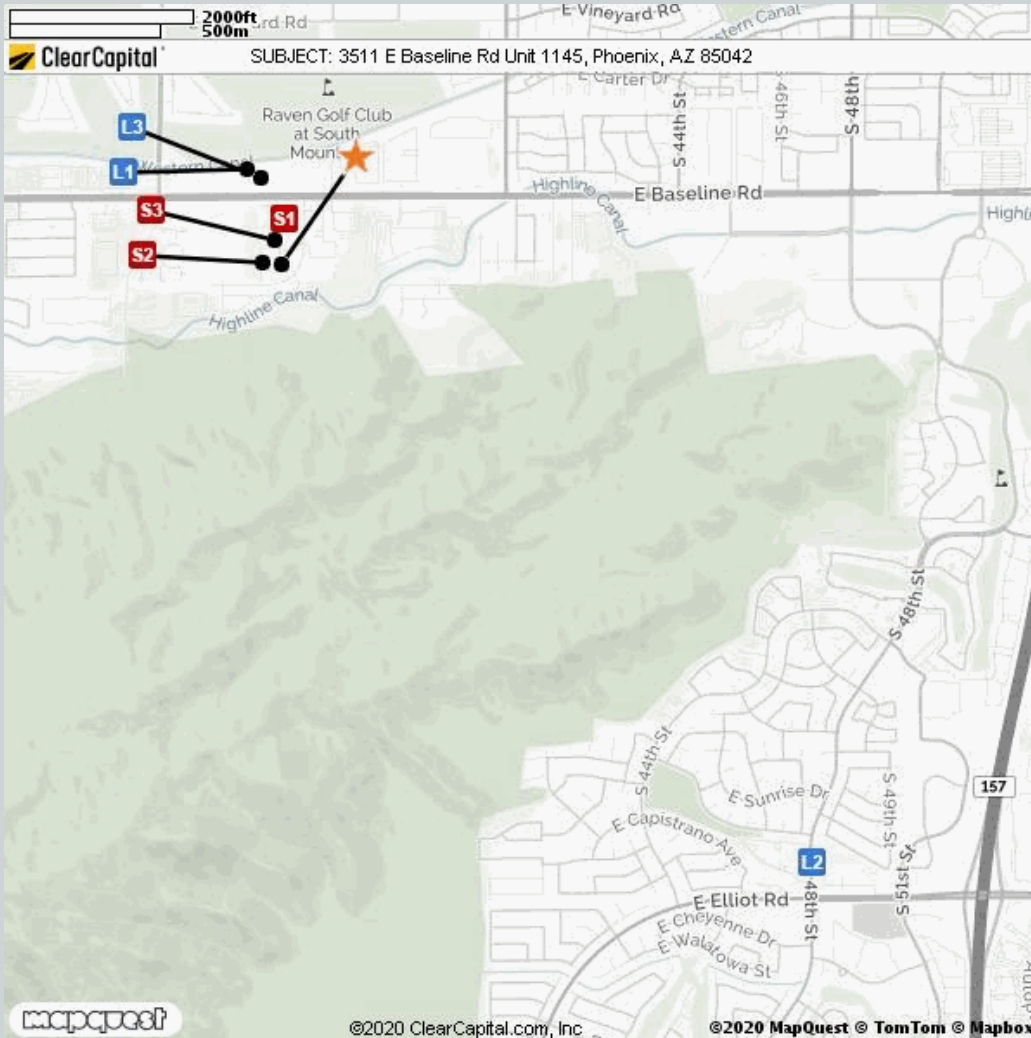 2000ft
500m
E Vineyard Rd
ClearCapital
SUBJECT: 3511 E Baseline Rd Unit 1145, Phoenix, AZ 85042
E Carter Dr
S 44th St
S 46th St
S 48th
Raven Golf Club
at South
Moun
L3
L1
Western Canal
S3
S1
S2
Highline Canal
E Baseline Rd
Highli
Highline Canal
S 48th St
157
S 44th St
E Sunrise Dr
S 49th St
E Capistrano Ave
L2
S 51st St
E Elliot Rd
48th St
E Cheyenne Dr
E Walatowa St
mapquest
©2020 ClearCapital.com, Inc
©2020 MapQuest © TomTom © Mapbox